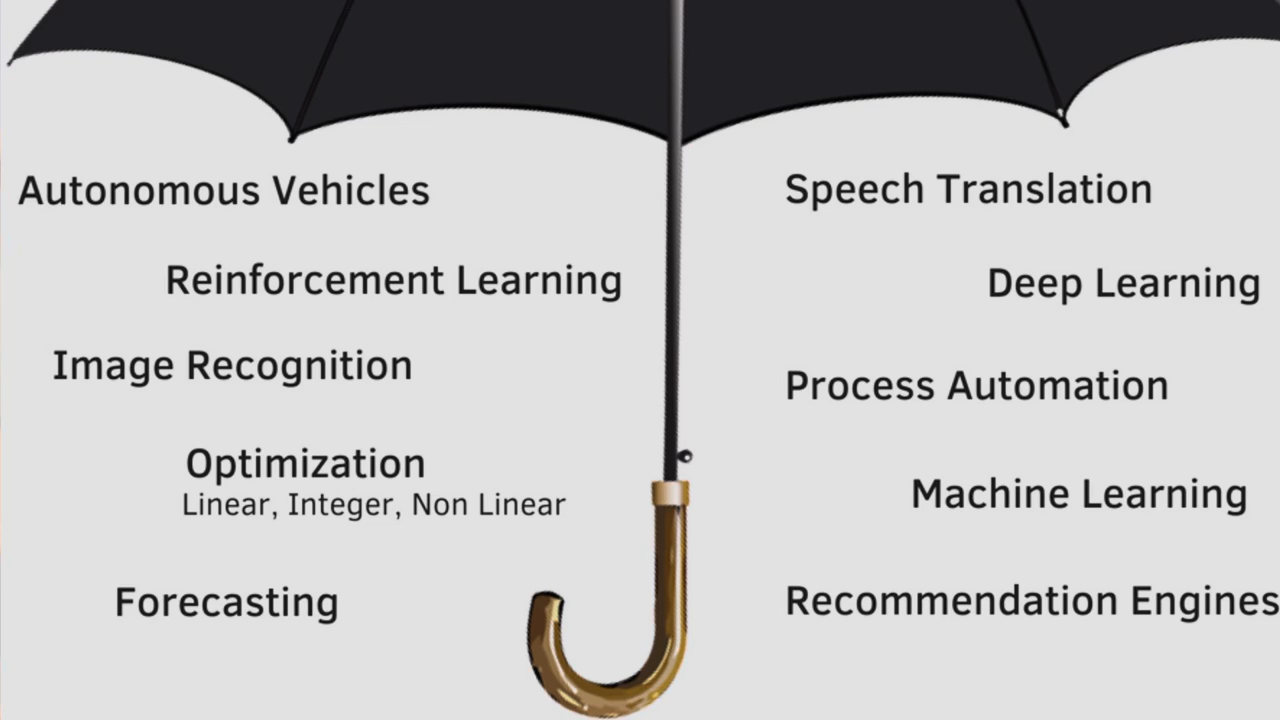 Autonomous Vehicles
Reinforcement Learning
Image Recognition
Optimization
Linear, Integer, Non Linear
Forecasting
Speech Translation
Deep Learning
Process Automation
Machine Learning
Recommendation Engines